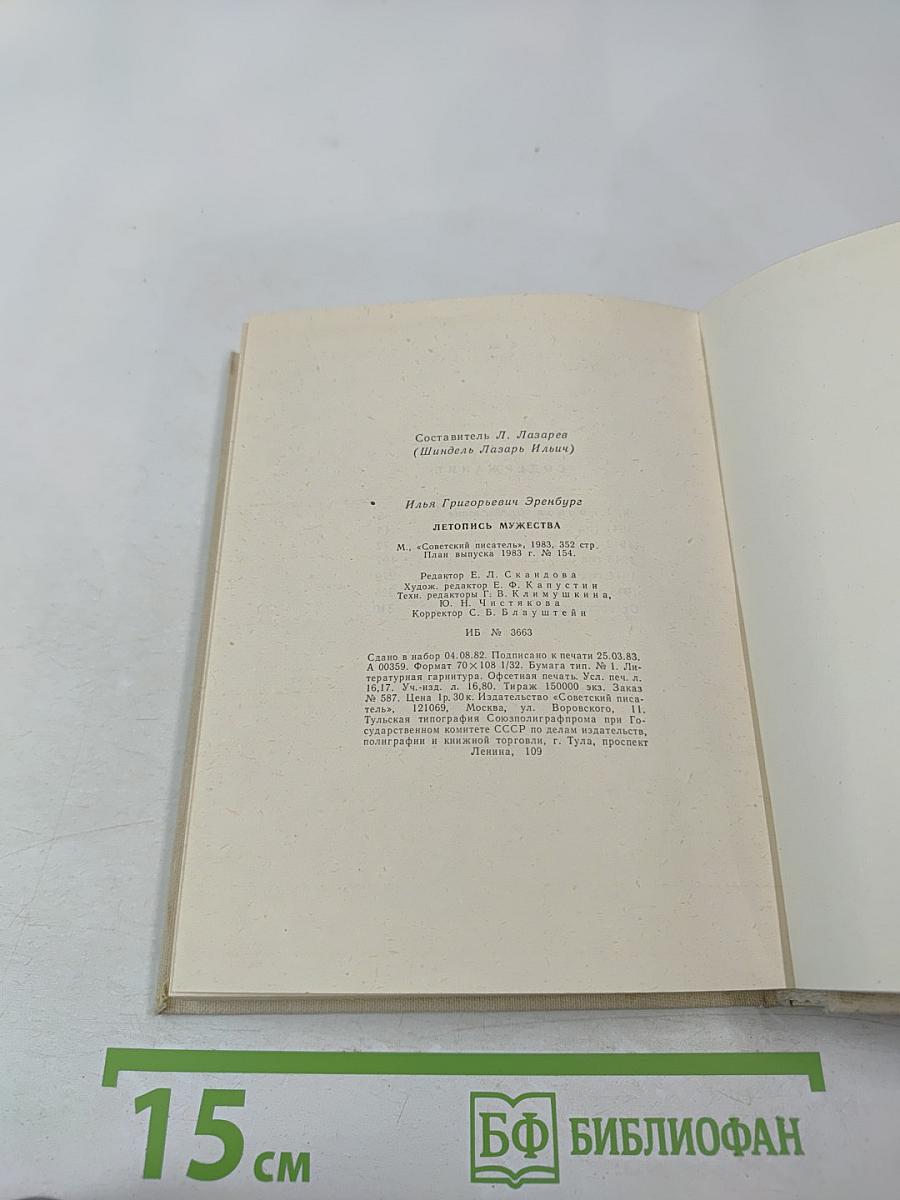 Составитель Л. Лазарев
(Шиндель Лазарь Ильич)
Илья Григорьевич Эренбург
ЛЕТОПИСЬ МУЖЕСТВА
М., «Советский писатель», 1983, 352 стр.
План выпуска 1983 г. № 154.
Редактор Е. Л. Скандова
Худож. редактор Е. Ф. Капустин
Техн. редакторы Г. В. Климушкина,
Ю. Н. Чистякова
Корректор С. Б. Блауштейн
ИБ № 3663
Сдано в набор 04.08.82. Подписано к печати 25.03.83.
А 00359. Формат 70×108 1/32. Бумага тип. № 1. Ли-
тературная гарнитура. Офсетная печать. Усл. печ. л.
16,17. Уч.-изд. л. 16,80. Тираж 150000 экз. Заказ
№ 587. Цена 1р. 30к. Издательство «Советский писа-
тель», 121069, Москва, ул. Воровского, 11.
Тульская типография Союзполиграфпрома при Го-
сударственном комитете СССР по делам издательств,
полиграфии и книжной торговли, г. Тула, проспект
Ленина, 109
15 см
БФ БИБЛИОФАН